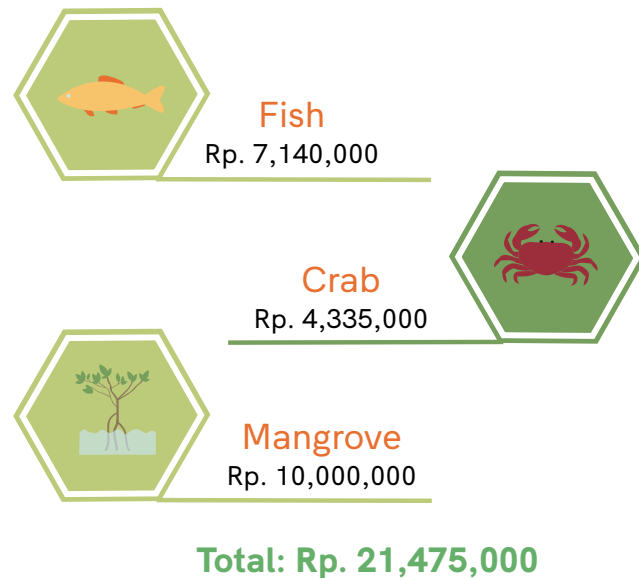 Fish
Rp. 7,140,000
Crab
Rp. 4,335,000
Mangrove
Rp. 10,000,000
Total: Rp. 21,475,000